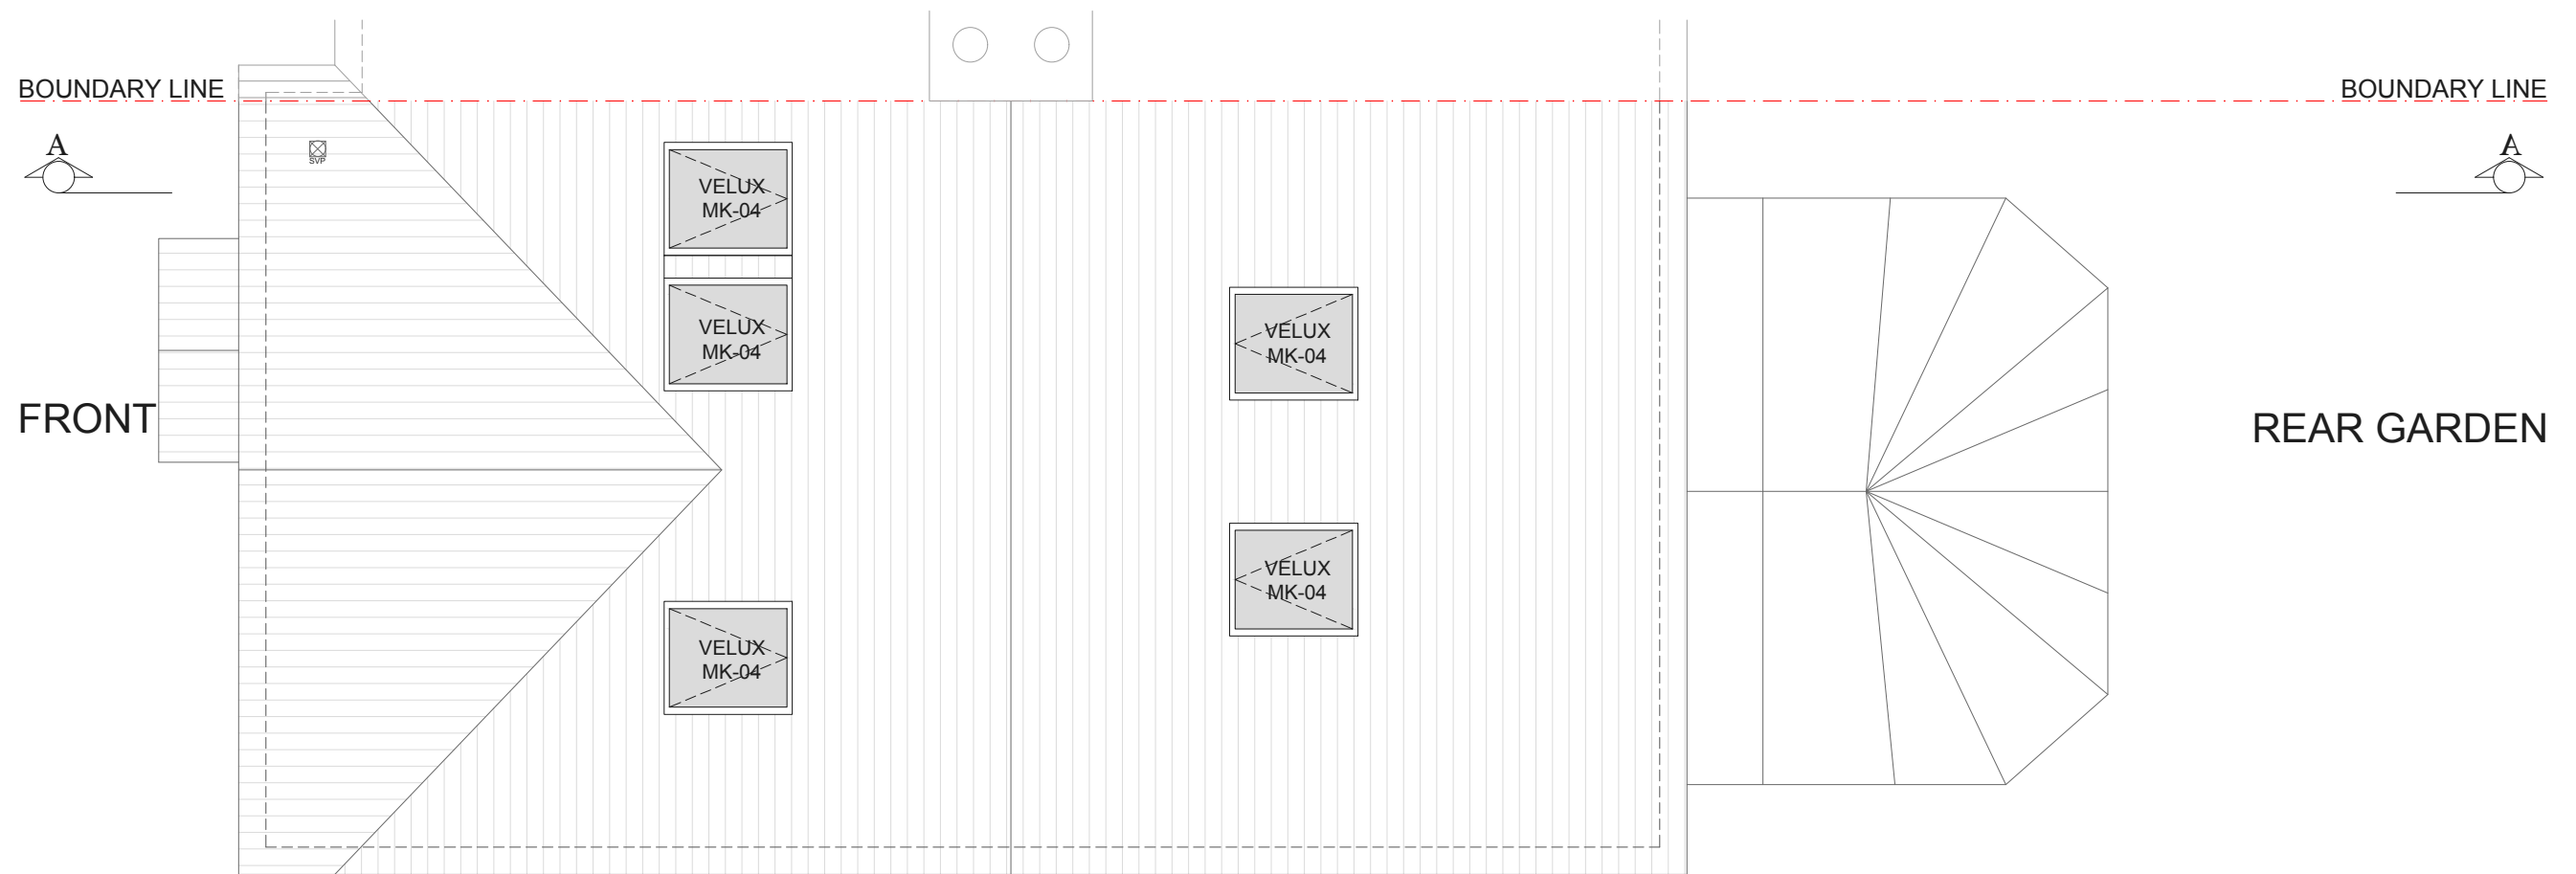 BOUNDARY LINE
BOUNDARY LINE
A
A
SVP
VELUX
MK-04
VELUX
MK-04
VELUX
MK-04
FRONT
REAR GARDEN
VELUX
MK-04
VELUX
MK-04